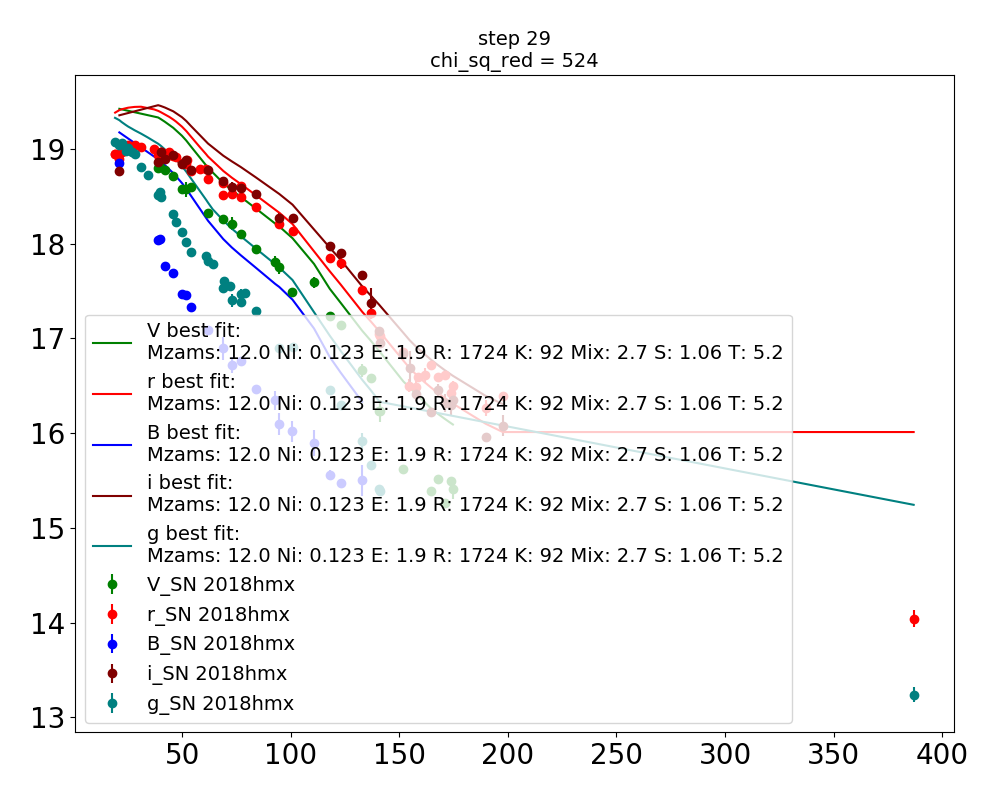 step 29
chi_sq_red = 524
19
18
17
16
15
14
13
V best fit:
Mzams: 12.0 Ni: 0.123 E: 1.9 R: 1724 K: 92 Mix: 2.7 S: 1.06 T: 5.2
r best fit:
Mzams: 12.0 Ni: 0.123 E: 1.9 R: 1724 K: 92 Mix: 2.7 S: 1.06 T: 5.2
B best fit:
Mzams: 12.0 Ni: 0.123 E: 1.9 R: 1724 K: 92 Mix: 2.7 S: 1.06 T: 5.2
i best fit:
Mzams: 12.0 Ni: 0.123 E: 1.9 R: 1724 K: 92 Mix: 2.7 S: 1.06 T: 5.2
g best fit:
Mzams: 12.0 Ni: 0.123 E: 1.9 R: 1724 K: 92 Mix: 2.7 S: 1.06 T: 5.2
V_SN 2018hmx
r_SN 2018hmx
B_SN 2018hmx
i_SN 2018hmx
g_SN 2018hmx
50 100 150 200 250 300 350 400